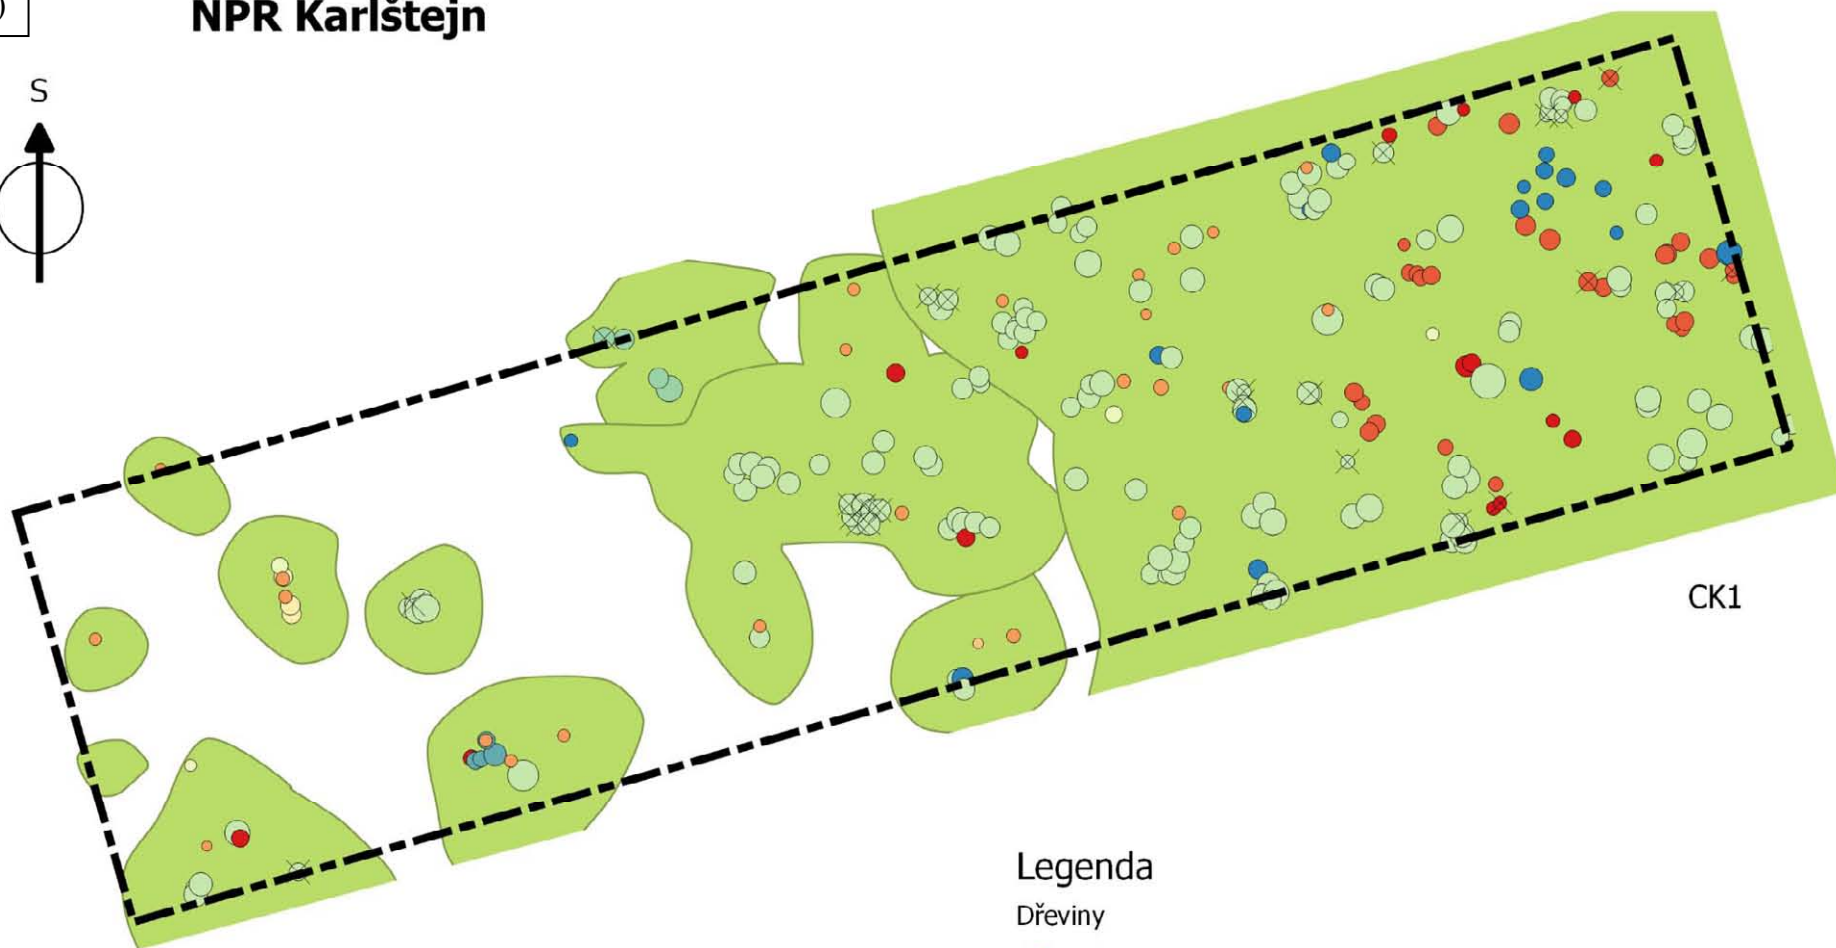 NPR Karlštejn
S
CK1
Legenda
Dřeviny